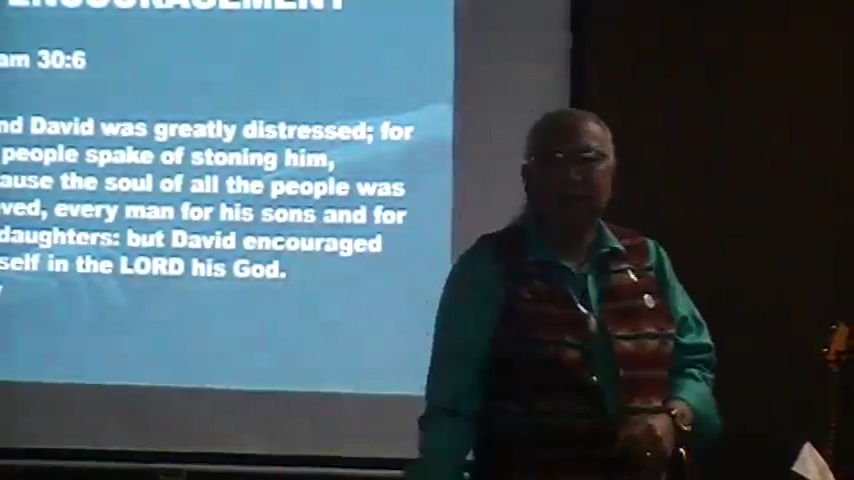 ENCOURAGEMENT
am 30:6
nd David was greatly distressed; for
people spake of stoning him,
ause the soul of all the people was
ved, every man for his sons and for
daughters: but David encouraged
self in the LORD his God.